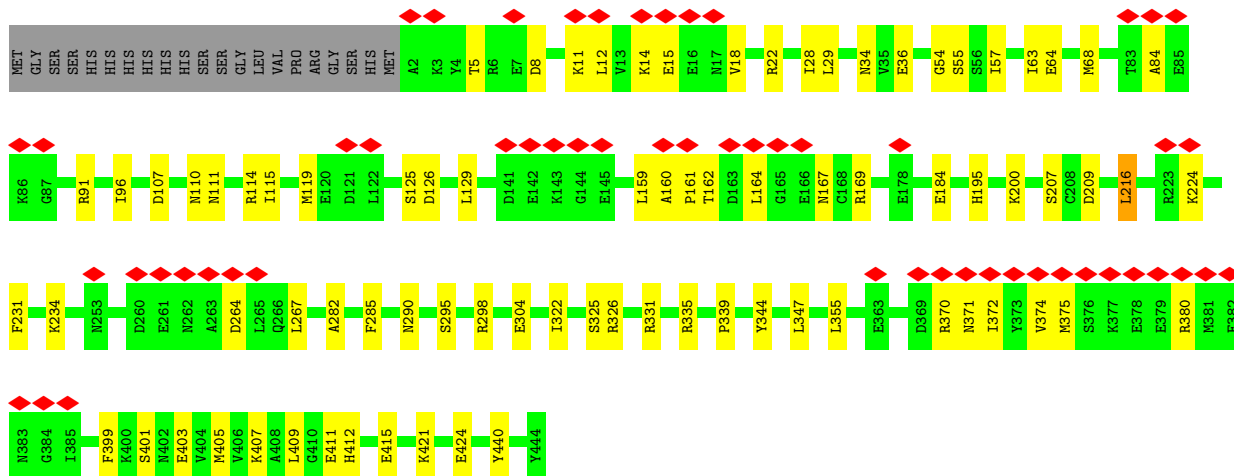 MET GLY SER SER HIS HIS HIS HIS HIS HIS SER SER GLY LEU VAL PRO ARG GLY SER HIS MET A2 K3 Y4 T5 R6 E7 D8 K11 L12 V13 K14 E15 E16 N17 V18 R22 I28 L29 N34 V35 E36 G54 S55 S56 I57 I63 E64 M68 T83 A84 E85
K86 G87 R91 I96 D107 N110 N111 R114 I115 M119 E120 D121 L122 S125 D126 L129 D141 E142 K143 G144 E145 L159 A160 P161 T162 D163 L164 G165 E166 N167 C168 R169 E178 E184 H195 K200 S207 C208 D209 L216 R223 K224
F231 K234 N253 D260 E261 N262 A263 D264 L265 Q266 L267 A282 F285 N290 S295 R298 E304 I322 S325 R326 R331 R335 P339 Y344 L347 L355 E363 D369 R370 N371 I372 Y373 V374 M375 S376 K377 E378 E379 R380 M381 E382
N383 G384 I385 F399 K400 S401 N402 E403 V404 M405 V406 K407 A408 L409 G410 E411 H412 E415 K421 E424 Y440 Y444